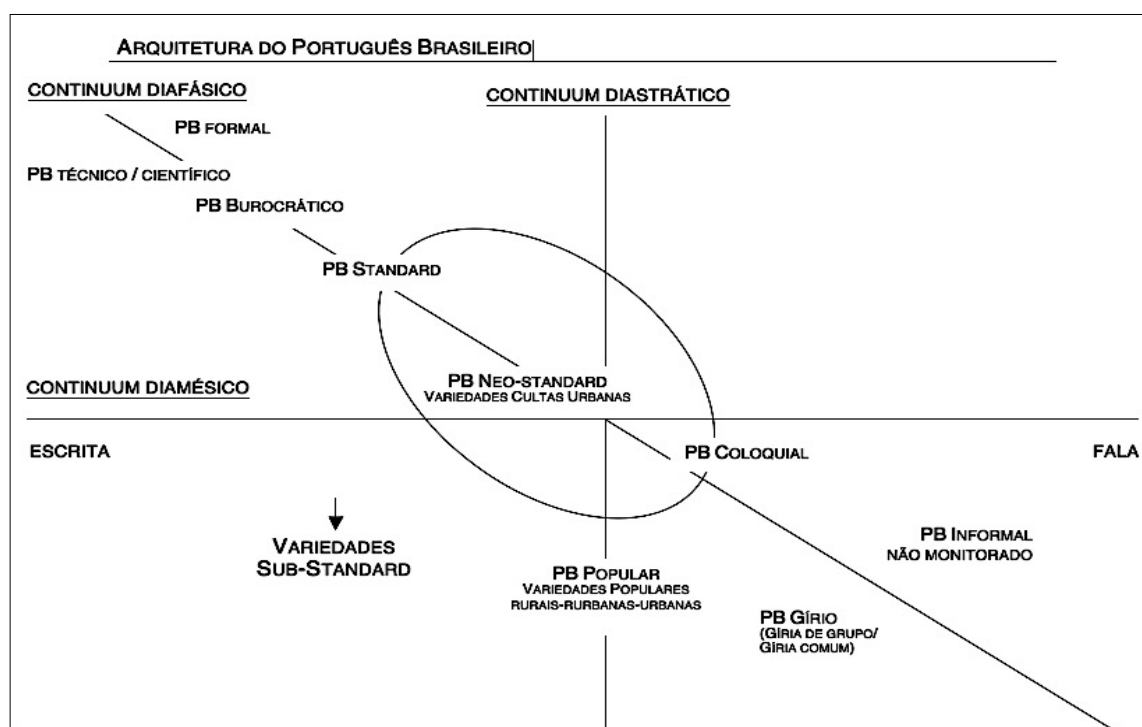 ARQUITETURA DO PORTUGUÊS BRASILEIRO
CONTINUUM DIAFÁSICO
CONTINUUM DIASTRÁTICO
PB FORMAL
PB TÉCNICO / CIENTÍFICO
PB BUROCRÁTICO
PB STANDARD
PB NEO-STANDARD
VARIEDADES CULTAS URBANAS
CONTINUUM DIAMÉSICO
ESCRITA
PB COLOQUIAL
FALA
VARIEDADES
SUB-STANDARD
PB INFORMAL
NÃO MONITORADO
PB POPULAR
VARIEDADES POPULARES
RURAIS-RURBANAS-URBANAS
PB GÍRIO
(GÍRIA DE GRUPO/
GÍRIA COMUM)